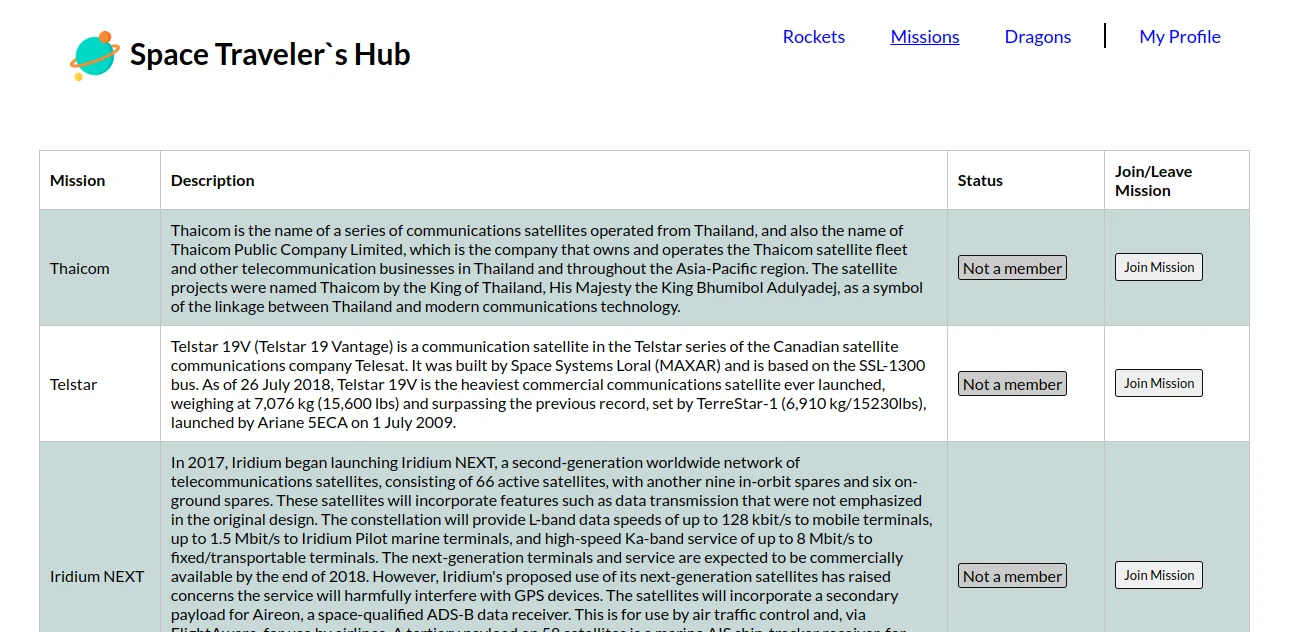 Space Traveler`s Hub
Rockets Missions Dragons My Profile
Mission Description Status Join/Leave Mission
Thaicom
Thaicom is the name of a series of communications satellites operated from Thailand, and also the name of
Thaicom Public Company Limited, which is the company that owns and operates the Thaicom satellite fleet
and other telecommunication businesses in Thailand and throughout the Asia-Pacific region. The satellite
projects were named Thaicom by the King of Thailand, His Majesty the King Bhumibol Adulyadej, as a symbol
of the linkage between Thailand and modern communications technology.
Not a member
Join Mission
Telstar
Telstar 19V (Telstar 19 Vantage) is a communication satellite in the Telstar series of the Canadian satellite
communications company Telesat. It was built by Space Systems Loral (MAXAR) and is based on the SSL-1300
bus. As of 26 July 2018, Telstar 19V is the heaviest commercial communications satellite ever launched,
weighing at 7,076 kg (15,600 lbs) and surpassing the previous record, set by TerreStar-1 (6,910 kg/15230lbs),
launched by Ariane 5ECA on 1 July 2009.
Not a member
Join Mission
Iridium NEXT
In 2017, Iridium began launching Iridium NEXT, a second-generation worldwide network of
telecommunications satellites, consisting of 66 active satellites, with another nine in-orbit spares and six on-
ground spares. These satellites will incorporate features such as data transmission that were not emphasized
in the original design. The constellation will provide L-band data speeds of up to 128 kbit/s to mobile terminals,
up to 1.5 Mbit/s to Iridium Pilot marine terminals, and high-speed Ka-band service of up to 8 Mbit/s to
fixed/transportable terminals. The next-generation terminals and service are expected to be commercially
available by the end of 2018. However, Iridium's proposed use of its next-generation satellites has raised
concerns the service will harmfully interfere with GPS devices. The satellites will incorporate a secondary
payload for Aireon, a space-qualified ADS-B data receiver. This is for use by air traffic control and, via
Not a member
Join Mission